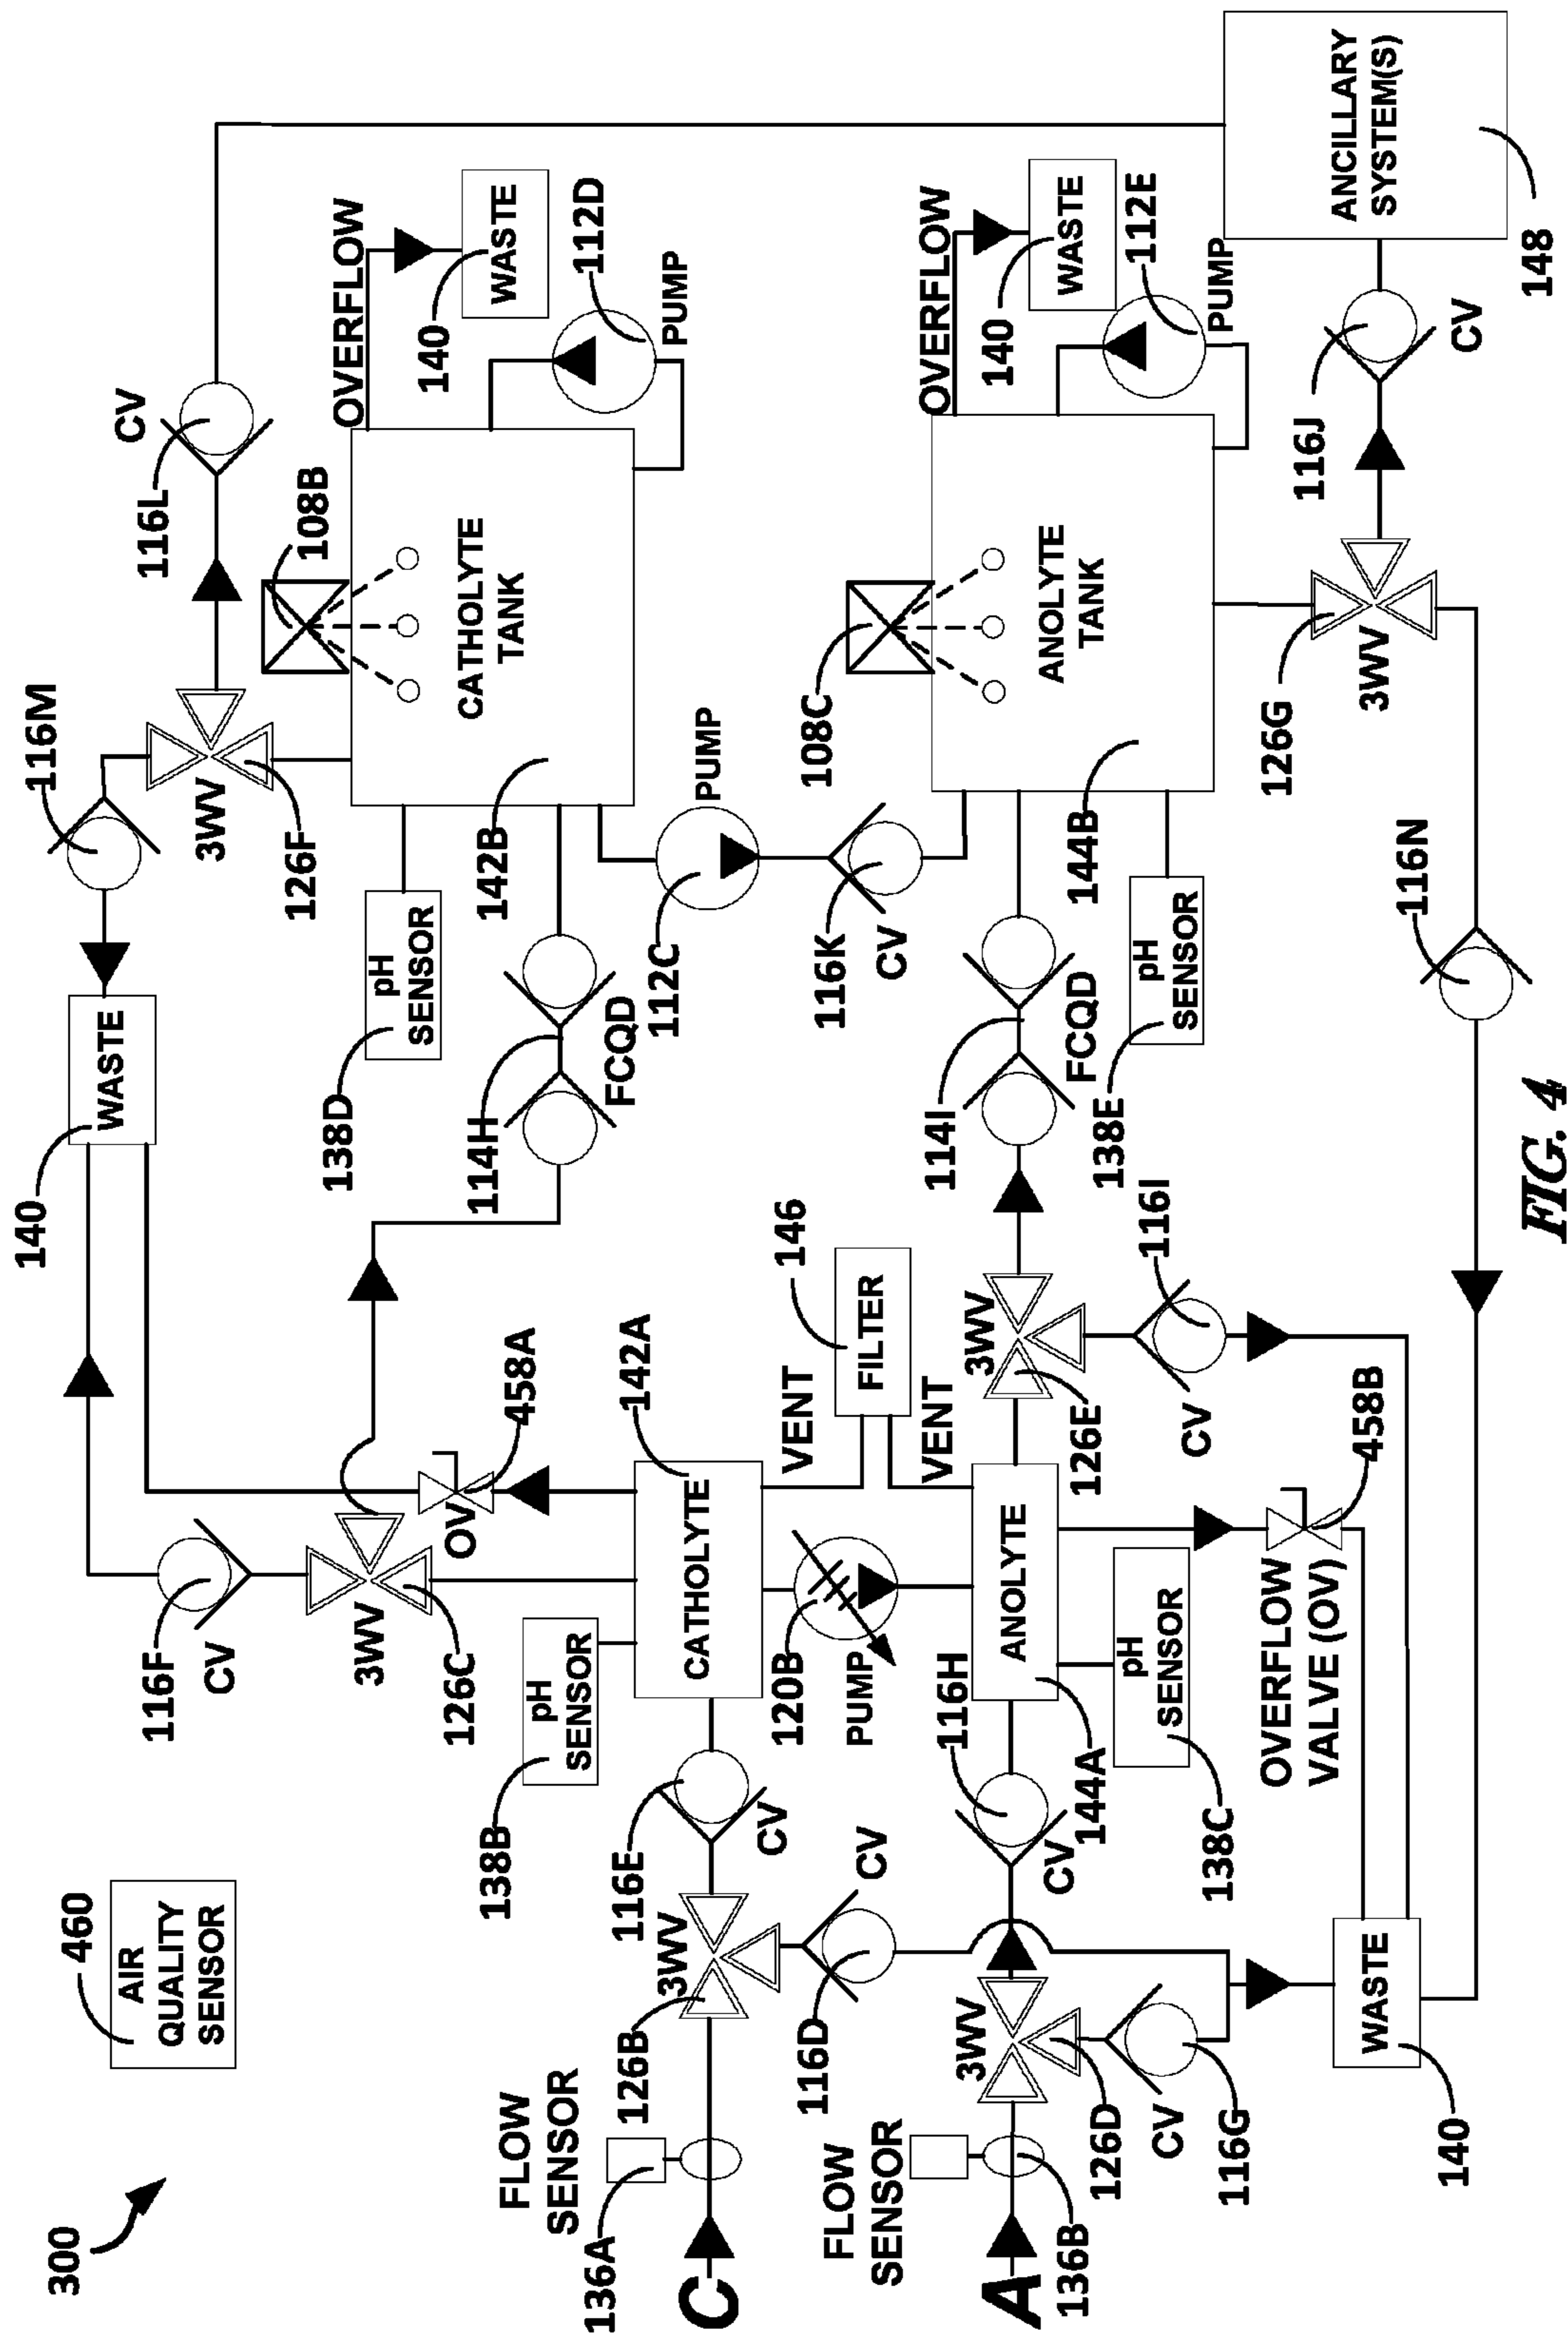 300
460
AIR
QUALITY
SENSOR
116F
CV
3WV
126C
140
WASTE
116M
3WV
126F
116L
CV
108B
OVERFLOW
140
WASTE
112D
PUMP
CATHOLYTE
TANK
142B
pH
SENSOR
138D
114H
FCQD
OV
458A
142A
CATHOLYTE
pH
SENSOR
138B
116E
CV
3WV
126B
FLOW
SENSOR
136A
C
116D
CV
120B
PUMP
VENT
FILTER
146
VENT
112C
PUMP
116K
CV
108C
ANOLYTE
TANK
144B
OVERFLOW
140
WASTE
112E
PUMP
FLOW
SENSOR
136B
A
3WV
126D
CV
116G
116H
CV
144A
ANOLYTE
pH
SENSOR
138C
3WV
126E
CV
116I
114I
FCQD
pH
SENSOR
138E
OVERFLOW
VALVE (OV)
458B
WASTE
140
116N
126G
3WV
116J
CV
ANCILLARY
SYSTEM(S)
148
FIG. 4